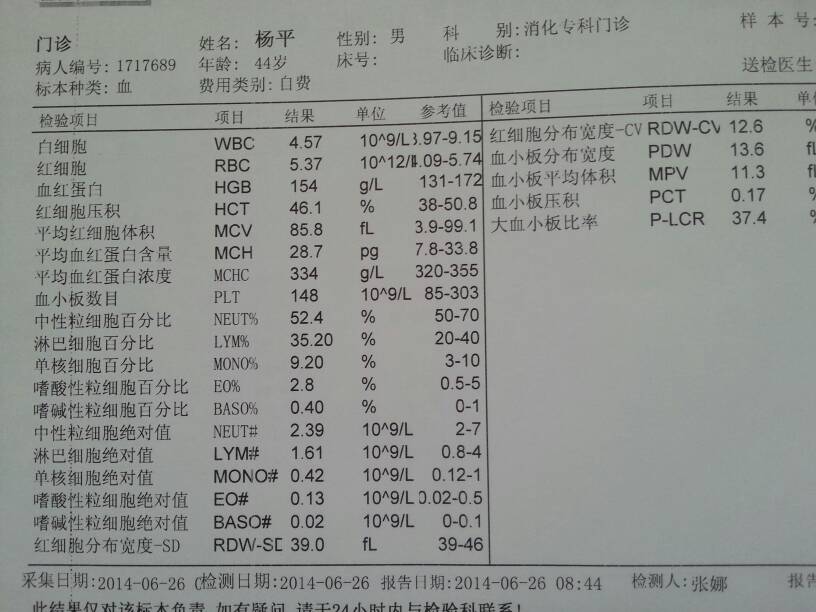 门诊 姓名: 杨平 性别: 男 科 别:消化专科门诊 样 本 号:
病人编号: 1717689 年龄: 44岁 床号: 临床诊断: 送检医生
标本种类: 血 费用类别: 自费
检验项目 项目 结果 单位 参考值 检验项目 项目 结果 单
白细胞 WBC 4.57 10^9/L 3.97-9.15 红细胞分布宽度-CV RDW-CV 12.6 %
红细胞 RBC 5.37 10^12/ 4.09-5.74 血小板分布宽度 PDW 13.6 fL
血红蛋白 HGB 154 g/L 131-172 血小板平均体积 MPV 11.3 fL
红细胞压积 HCT 46.1 % 38-50.8 血小板压积 PCT 0.17 %
平均红细胞体积 MCV 85.8 fL 3.9-99.1 大血小板比率 P-LCR 37.4 %
平均血红蛋白含量 MCH 28.7 pg 7.8-33.8
平均血红蛋白浓度 MCHC 334 g/L 320-355
血小板数目 PLT 148 10^9/L 85-303
中性粒细胞百分比 NEUT% 52.4 % 50-70
淋巴细胞百分比 LYM% 35.20 % 20-40
单核细胞百分比 MONO% 9.20 % 3-10
嗜酸性粒细胞百分比 EO% 2.8 % 0.5-5
嗜碱性粒细胞百分比 BASO% 0.40 % 0-1
中性粒细胞绝对值 NEUT# 2.39 10^9/L 2-7
淋巴细胞绝对值 LYM# 1.61 10^9/L 0.8-4
单核细胞绝对值 MONO# 0.42 10^9/L 0.12-1
嗜酸性粒细胞绝对值 EO# 0.13 10^9/L 0.02-0.5
嗜碱性粒细胞绝对值 BASO# 0.02 10^9/L 0-0.1
红细胞分布宽度-SD RDW-SD 39.0 fL 39-46
采集日期:2014-06-26 检测日期:2014-06-26 报告日期:2014-06-26 08:44 检测人:张娜 报告
此结果仅对该标本负责,如有疑问,请于24小时内与检验科联系!